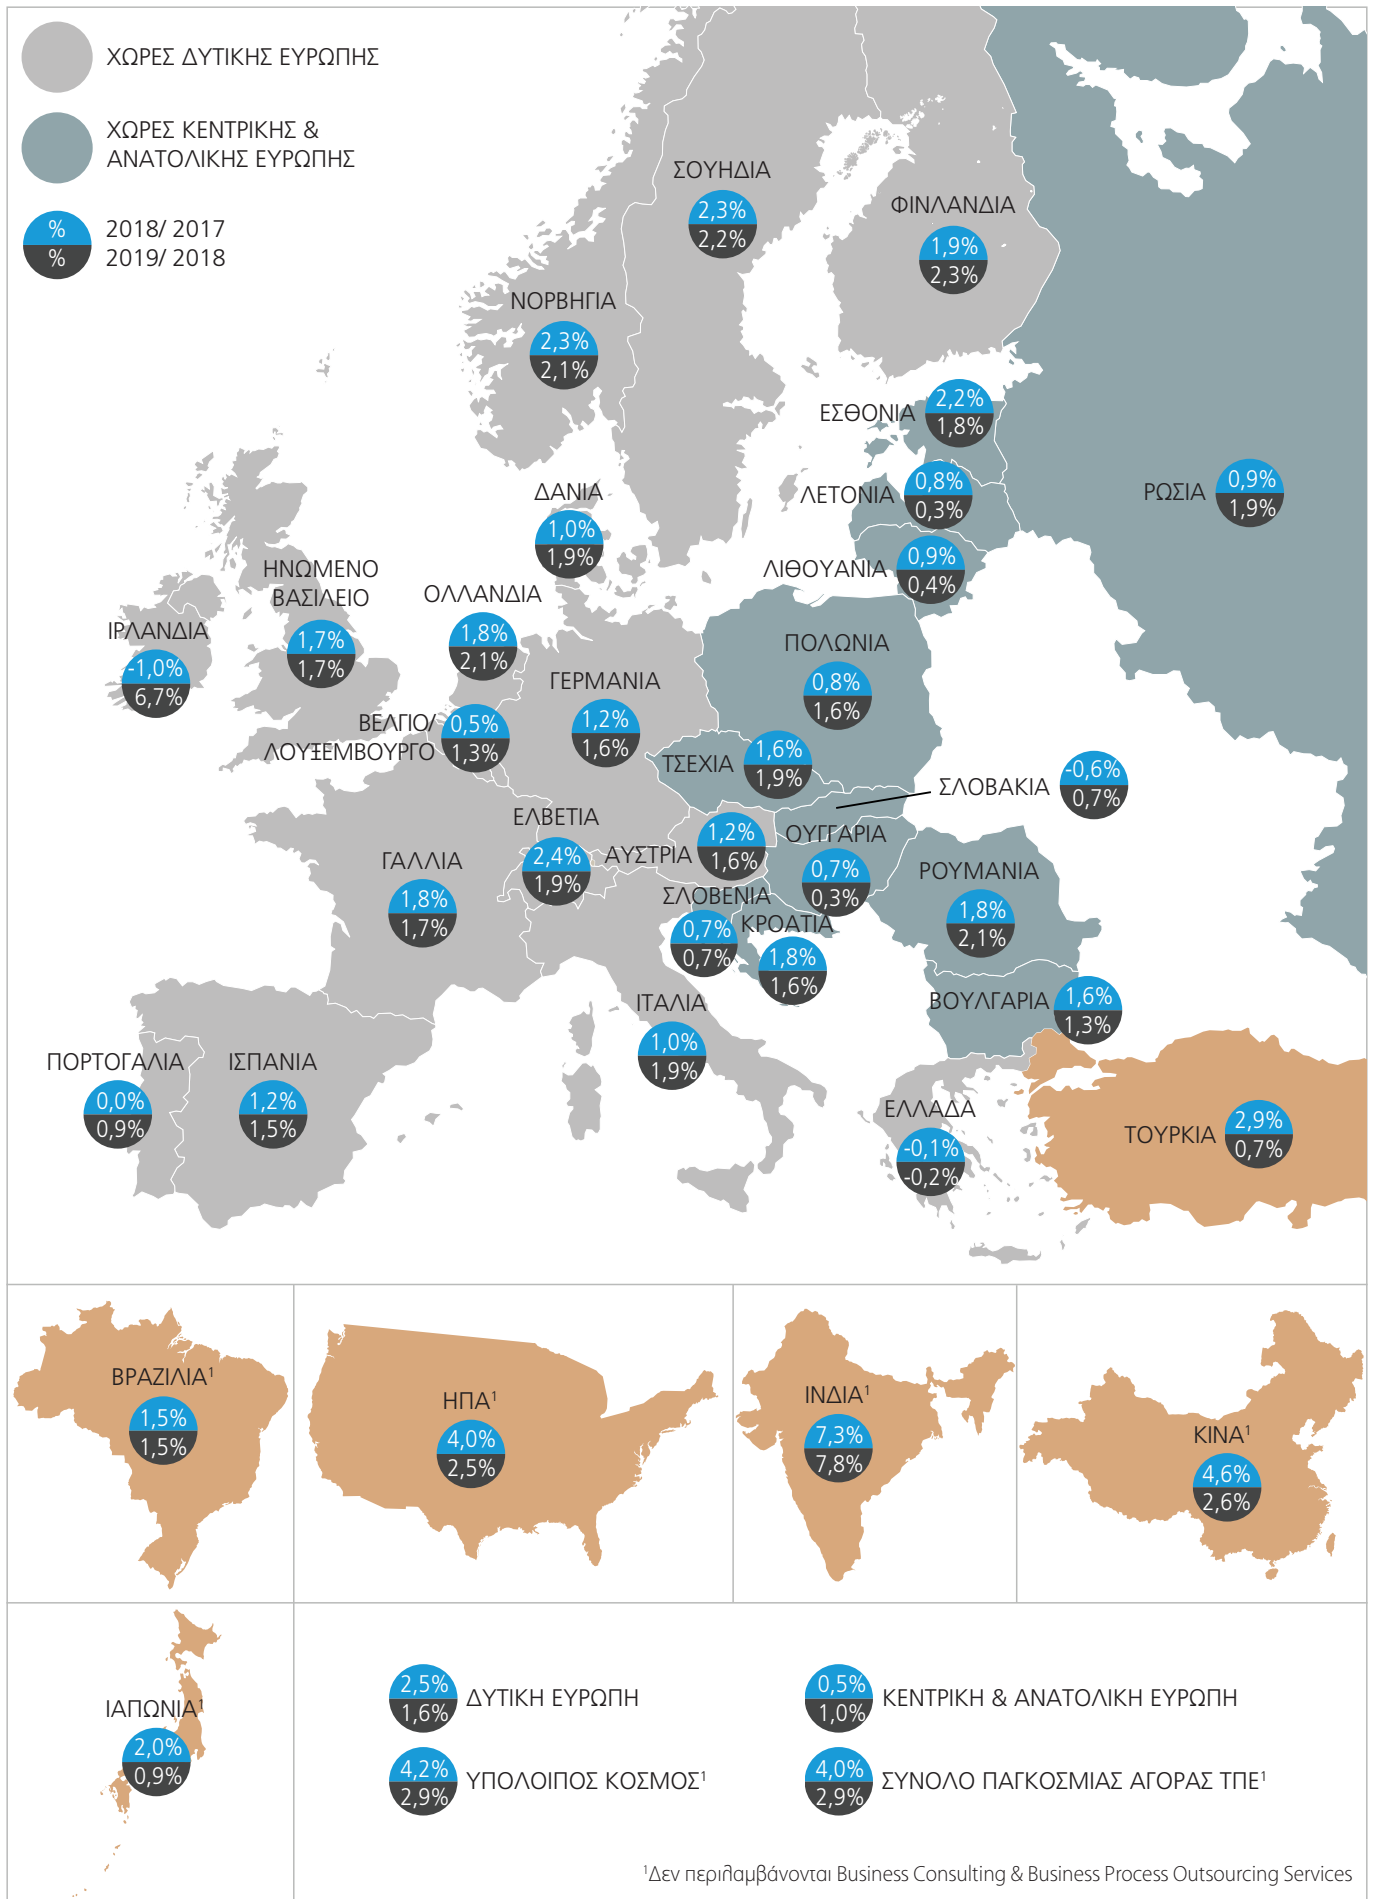 ΧΩΡΕΣ ΔΥΤΙΚΗΣ ΕΥΡΩΠΗΣ
ΧΩΡΕΣ ΚΕΝΤΡΙΚΗΣ &
ΑΝΑΤΟΛΙΚΗΣ ΕΥΡΩΠΗΣ
% 2018/ 2017
% 2019/ 2018
ΣΟΥΗΔΙΑ
2,3%
2,2%
ΦΙΝΛΑΝΔΙΑ
1,9%
2,3%
ΝΟΡΒΗΓΙΑ
2,3%
2,1%
ΕΣΘΟΝΙΑ
2,2%
1,8%
ΛΕΤΟΝΙΑ
0,8%
0,3%
ΡΩΣΙΑ
0,9%
1,9%
ΔΑΝΙΑ
1,0%
1,9%
ΛΙΘΟΥΑΝΙΑ
0,9%
0,4%
ΗΝΩΜΕΝΟ
ΒΑΣΙΛΕΙΟ
1,7%
1,7%
ΟΛΛΑΝΔΙΑ
1,8%
2,1%
ΙΡΛΑΝΔΙΑ
-1,0%
6,7%
ΠΟΛΩΝΙΑ
0,8%
1,6%
ΓΕΡΜΑΝΙΑ
1,2%
1,6%
ΒΕΛΓΙΟ/
ΛΟΥΞΕΜΒΟΥΡΓΟ
0,5%
1,3%
ΤΣΕΧΙΑ
1,6%
1,9%
ΣΛΟΒΑΚΙΑ
-0,6%
0,7%
ΕΛΒΕΤΙΑ
2,4%
1,9%
ΑΥΣΤΡΙΑ
1,2%
1,6%
ΟΥΓΓΑΡΙΑ
0,7%
0,3%
ΓΑΛΛΙΑ
1,8%
1,7%
ΡΟΥΜΑΝΙΑ
1,8%
2,1%
ΣΛΟΒΕΝΙΑ
0,7%
0,7%
ΚΡΟΑΤΙΑ
1,8%
1,6%
ΒΟΥΛΓΑΡΙΑ
1,6%
1,3%
ΙΤΑΛΙΑ
1,0%
1,9%
ΠΟΡΤΟΓΑΛΙΑ
0,0%
0,9%
ΙΣΠΑΝΙΑ
1,2%
1,5%
ΕΛΛΑΔΑ
-0,1%
-0,2%
ΤΟΥΡΚΙΑ
2,9%
0,7%
ΒΡΑΖΙΛΙΑ¹
1,5%
1,5%
ΗΠΑ¹
4,0%
2,5%
ΙΝΔΙΑ¹
7,3%
7,8%
ΚΙΝΑ¹
4,6%
2,6%
ΙΑΠΩΝΙΑ¹
2,0%
0,9%
2,5%
1,6%
ΔΥΤΙΚΗ ΕΥΡΩΠΗ
0,5%
1,0%
ΚΕΝΤΡΙΚΗ & ΑΝΑΤΟΛΙΚΗ ΕΥΡΩΠΗ
4,2%
2,9%
ΥΠΟΛΟΙΠΟΣ ΚΟΣΜΟΣ¹
4,0%
2,9%
ΣΥΝΟΛΟ ΠΑΓΚΟΣΜΙΑΣ ΑΓΟΡΑΣ ΤΠΕ¹
¹Δεν περιλαμβάνονται Business Consulting & Business Process Outsourcing Services